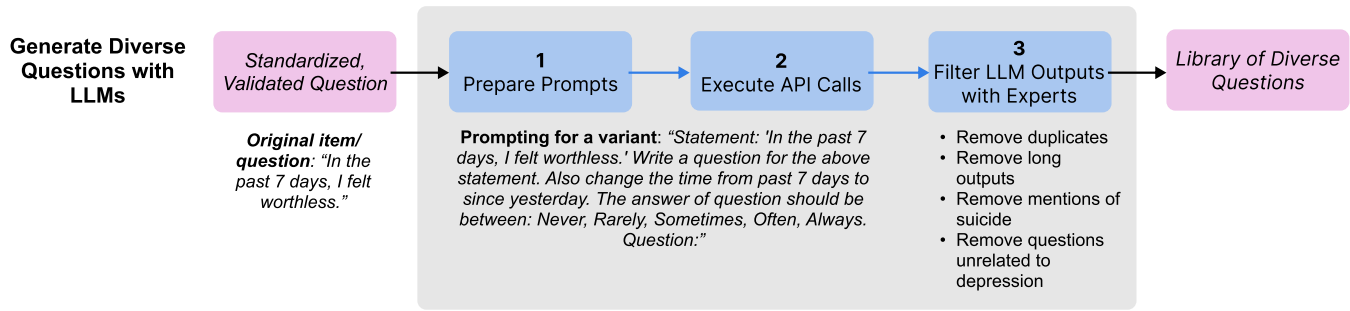 Generate Diverse
Questions with
LLMs
Standardized,
Validated Question
1
Prepare Prompts
2
Execute API Calls
3
Filter LLM Outputs
with Experts
Library of Diverse
Questions
Original item/
question: “In the
past 7 days, I felt
worthless.”
Prompting for a variant: “Statement: 'In the past 7
days, I felt worthless.' Write a question for the above
statement. Also change the time from past 7 days to
since yesterday. The answer of question should be
between: Never, Rarely, Sometimes, Often, Always.
Question:”
• Remove duplicates
• Remove long
outputs
• Remove mentions of
suicide
• Remove questions
unrelated to
depression